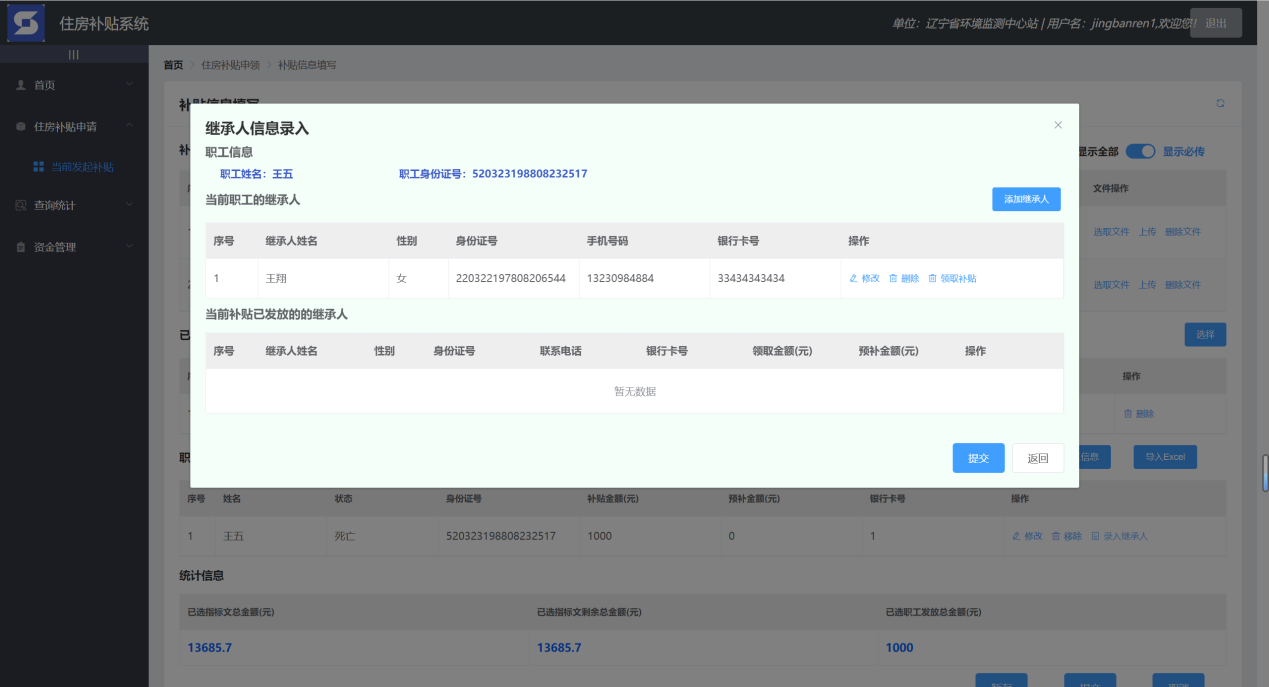 住房补贴系统
单位：辽宁省环境监测中心站 | 用户名：jingbanren1,欢迎您!
退出
首页
住房补贴申请
当前发起补贴
查询统计
资金管理
首页 > 住房补贴申领 > 补贴信息填写
补贴信息填写
显示全部 显示必传
文件操作
选取文件 上传 删除文件
选取文件 上传 删除文件
选择
操作
删除
信息 导入Excel
继承人信息录入
职工信息
职工姓名：王五 职工身份证号：520323198808232517
当前职工的继承人
添加继承人
序号 继承人姓名 性别 身份证号 手机号码 银行卡号 操作
1 王翔 女 220322197808206544 13230984884 33434343434 修改 删除 领取补贴
当前补贴已发放的的继承人
序号 继承人姓名 性别 身份证号 联系电话 银行卡号 领取金额(元) 预补金额(元) 操作
暂无数据
提交 返回
序号 姓名 状态 身份证号 补贴金额(元) 预补金额(元) 银行卡号 操作
1 王五 死亡 520323198808232517 1000 0 1 修改 移除 录入继承人
统计信息
已选指标文总金额(元) 已选指标文剩余总金额(元) 已选职工发放总金额(元)
13685.7 13685.7 1000